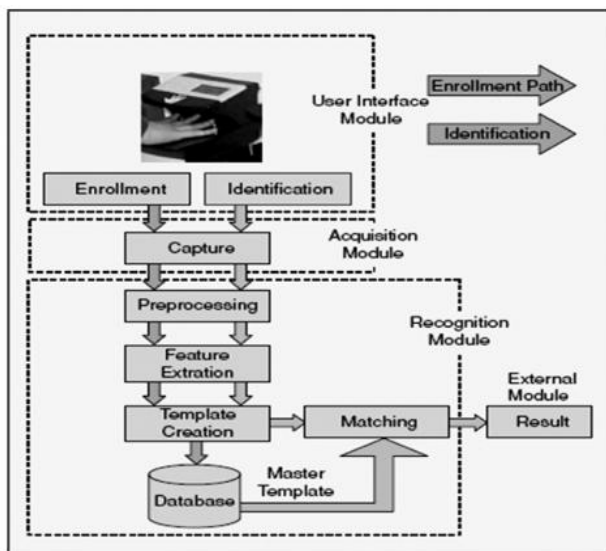 User Interface
Module
Enrollment Path
Identification
Enrollment
Identification
Acquisition
Module
Capture
Preprocessing
Recognition
Module
Feature
Extration
External
Module
Template
Creation
Matching
Result
Master
Template
Database